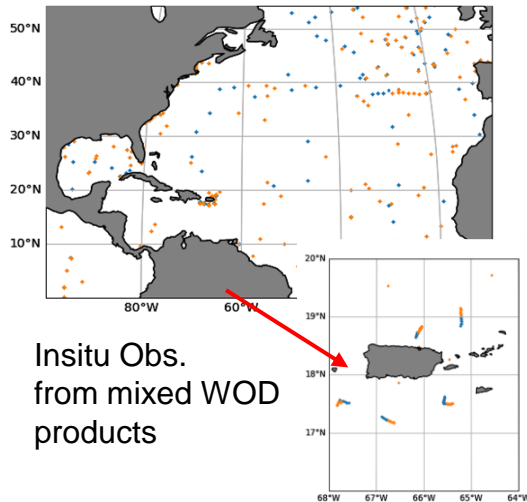 50°N
40°N
30°N
20°N
10°N
80°W
60°W
Insitu Obs.
from mixed WOD
products
20°N
19°N
18°N
17°N
68°W 67°W 66°W 65°W 64°W